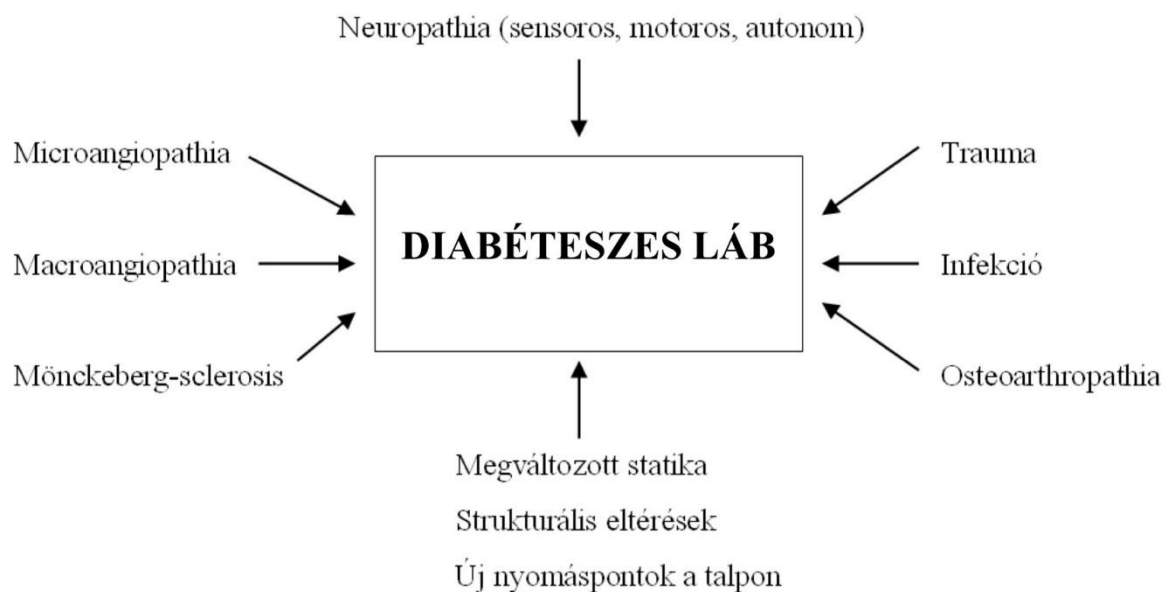 Neuropathia (sensoros, motoros, autonom)
Microangiopathia
Trauma
DIABÉTESZES LÁB
Macroangiopathia
Infekció
Mönckeberg-sclerosis
Osteoarthropathia
Megváltozott statika
Strukturális eltérések
Új nyomáspontok a talpon